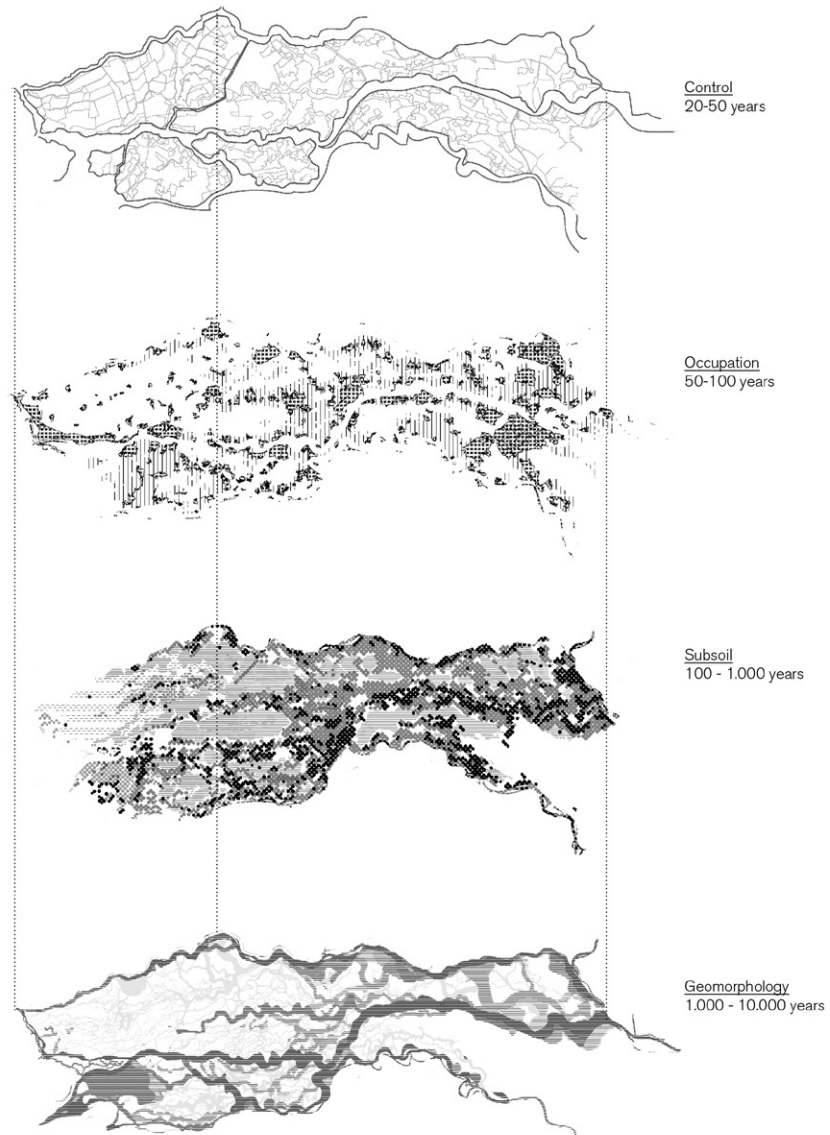 Control
20-50 years
Occupation
50-100 years
Subsoil
100 - 1.000 years
Geomorphology
1.000 - 10.000 years